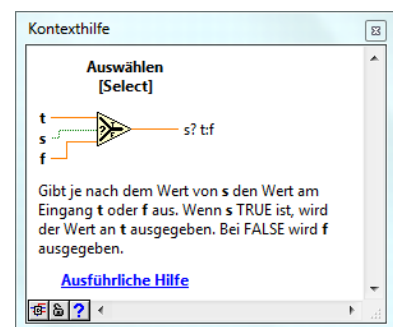 Kontexthilfe
Auswählen
[Select]
t
s
f
?
T
F
s? t:f
Gibt je nach dem Wert von s den Wert am
Eingang t oder f aus. Wenn s TRUE ist, wird
der Wert an t ausgegeben. Bei FALSE wird f
ausgegeben.
Ausführliche Hilfe
?